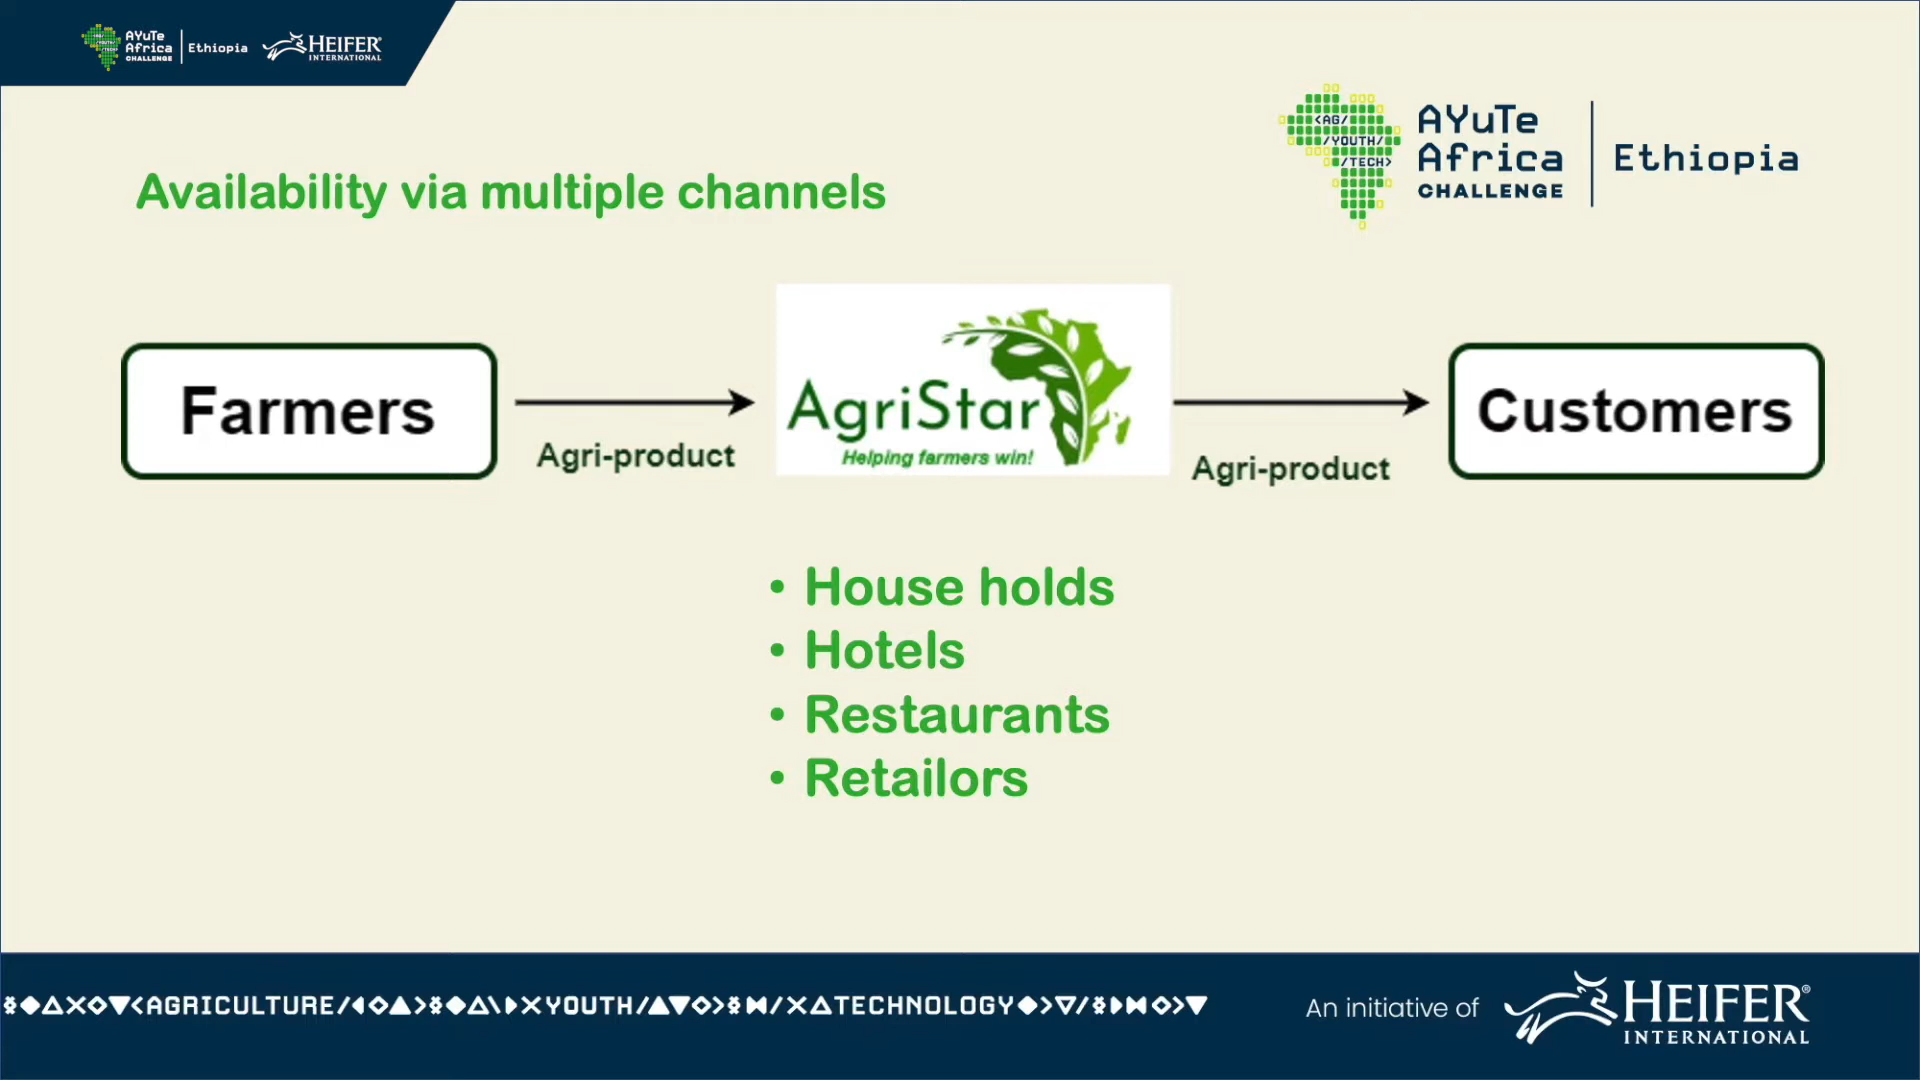 AYuTe
Africa
CHALLENGE
Ethiopia
HEIFER®
INTERNATIONAL
<AG/
/YOUTH/
/TECH>
AYuTe
Africa
CHALLENGE
Ethiopia
Availability via multiple channels
Farmers
Agri-product
AgriStar
Helping farmers win!
Agri-product
Customers
• House holds
• Hotels
• Restaurants
• Retailors
<AGRICULTURE/ YOUTH/ TECHNOLOGY
An initiative of
HEIFER®
INTERNATIONAL